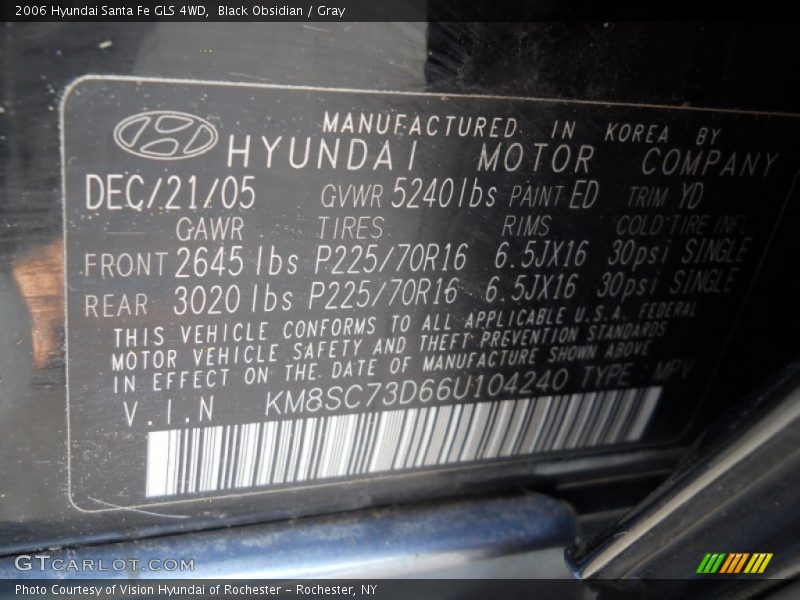 2006 Hyundai Santa Fe GLS 4WD, Black Obsidian / Gray
MANUFACTURED IN KOREA BY
HYUNDAI MOTOR COMPANY
DEC/21/05 GVWR 5240lbs PAINT ED TRIM YD
GAWR TIRES RIMS COLD TIRE INFL
FRONT 2645lbs P225/70R16 6.5JX16 30psi SINGLE
REAR 3020lbs P225/70R16 6.5JX16 30psi SINGLE
THIS VEHICLE CONFORMS TO ALL APPLICABLE U.S.A. FEDERAL
MOTOR VEHICLE SAFETY AND THEFT PREVENTION STANDARDS
IN EFFECT ON THE DATE OF MANUFACTURE SHOWN ABOVE
V.I.N KM8SC73D66U104240 TYPE : MPV
GTCARLOT.COM
Photo Courtesy of Vision Hyundai of Rochester - Rochester, NY